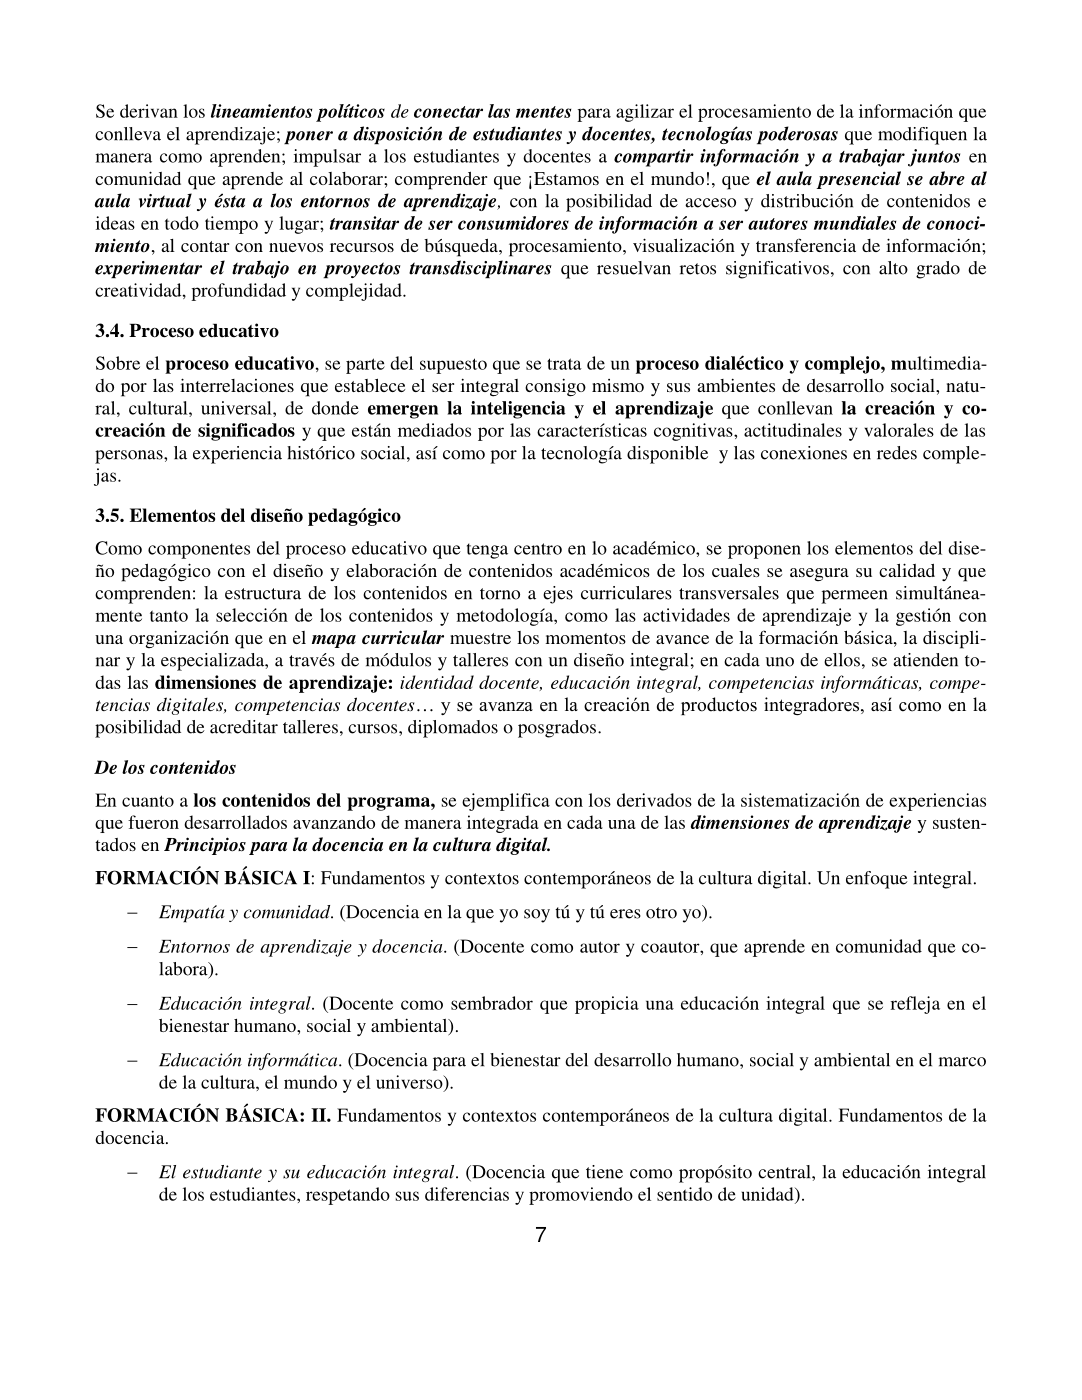 Se derivan los lineamientos políticos de conectar las mentes para agilizar el procesamiento de la información que
conlleva el aprendizaje; poner a disposición de estudiantes y docentes, tecnologías poderosas que modifiquen la
manera como aprenden; impulsar a los estudiantes y docentes a compartir información y a trabajar juntos en
comunidad que aprende al colaborar; comprender que ¡Estamos en el mundo!, que el aula presencial se abre al
aula virtual y ésta a los entornos de aprendizaje, con la posibilidad de acceso y distribución de contenidos e
ideas en todo tiempo y lugar; transitar de ser consumidores de información a ser autores mundiales de conoci-
miento, al contar con nuevos recursos de búsqueda, procesamiento, visualización y transferencia de información;
experimentar el trabajo en proyectos transdisciplinares que resuelvan retos significativos, con alto grado de
creatividad, profundidad y complejidad.
3.4. Proceso educativo
Sobre el proceso educativo, se parte del supuesto que se trata de un proceso dialéctico y complejo, multimedia-
do por las interrelaciones que establece el ser integral consigo mismo y sus ambientes de desarrollo social, natu-
ral, cultural, universal, de donde emergen la inteligencia y el aprendizaje que conllevan la creación y co-
creación de significados y que están mediados por las características cognitivas, actitudinales y valorales de las
personas, la experiencia histórico social, así como por la tecnología disponible y las conexiones en redes comple-
jas.
3.5. Elementos del diseño pedagógico
Como componentes del proceso educativo que tenga centro en lo académico, se proponen los elementos del dise-
ño pedagógico con el diseño y elaboración de contenidos académicos de los cuales se asegura su calidad y que
comprenden: la estructura de los contenidos en torno a ejes curriculares transversales que permeen simultánea-
mente tanto la selección de los contenidos y metodología, como las actividades de aprendizaje y la gestión con
una organización que en el mapa curricular muestre los momentos de avance de la formación básica, la discipli-
nar y la especializada, a través de módulos y talleres con un diseño integral; en cada uno de ellos, se atienden to-
das las dimensiones de aprendizaje: identidad docente, educación integral, competencias informáticas, compe-
tencias digitales, competencias docentes… y se avanza en la creación de productos integradores, así como en la
posibilidad de acreditar talleres, cursos, diplomados o posgrados.
De los contenidos
En cuanto a los contenidos del programa, se ejemplifica con los derivados de la sistematización de experiencias
que fueron desarrollados avanzando de manera integrada en cada una de las dimensiones de aprendizaje y susten-
tados en Principios para la docencia en la cultura digital.
FORMACIÓN BÁSICA I: Fundamentos y contextos contemporáneos de la cultura digital. Un enfoque integral.
– Empatía y comunidad. (Docencia en la que yo soy tú y tú eres otro yo).
– Entornos de aprendizaje y docencia. (Docente como autor y coautor, que aprende en comunidad que co-
labora).
– Educación integral. (Docente como sembrador que propicia una educación integral que se refleja en el
bienestar humano, social y ambiental).
– Educación informática. (Docencia para el bienestar del desarrollo humano, social y ambiental en el marco
de la cultura, el mundo y el universo).
FORMACIÓN BÁSICA: II. Fundamentos y contextos contemporáneos de la cultura digital. Fundamentos de la
docencia.
– El estudiante y su educación integral. (Docencia que tiene como propósito central, la educación integral
de los estudiantes, respetando sus diferencias y promoviendo el sentido de unidad).
7